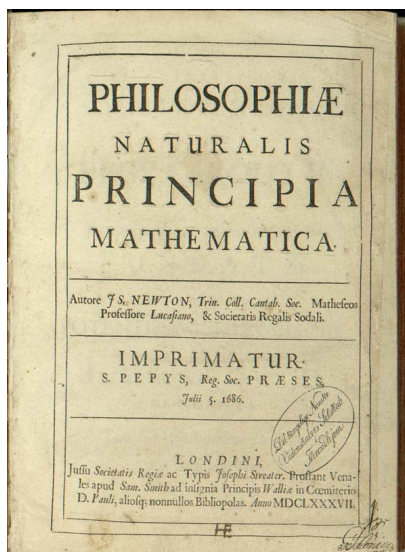 PHILOSOPHIÆ
NATURALIS
PRINCIPIA
MATHEMATICA.
Autore J S. NEWTON, Trin. Coll. Cantab. Soc. Matheseos
Professore Lucasiano, & Societatis Regalis Sodali.
IMPRIMATUR.
S. PEPYS, Reg. Soc. PRÆSES.
Julii 5. 1686.
LONDINI,
Jussu Societatis Regiæ ac Typis Josephi Streater. Prostant Vena-
les apud Sam. Smith ad insignia Principis Walliæ in Cœmiterio
D. Pauli, aliosq; nonnullos Bibliopolas. Anno MDCLXXXVII.